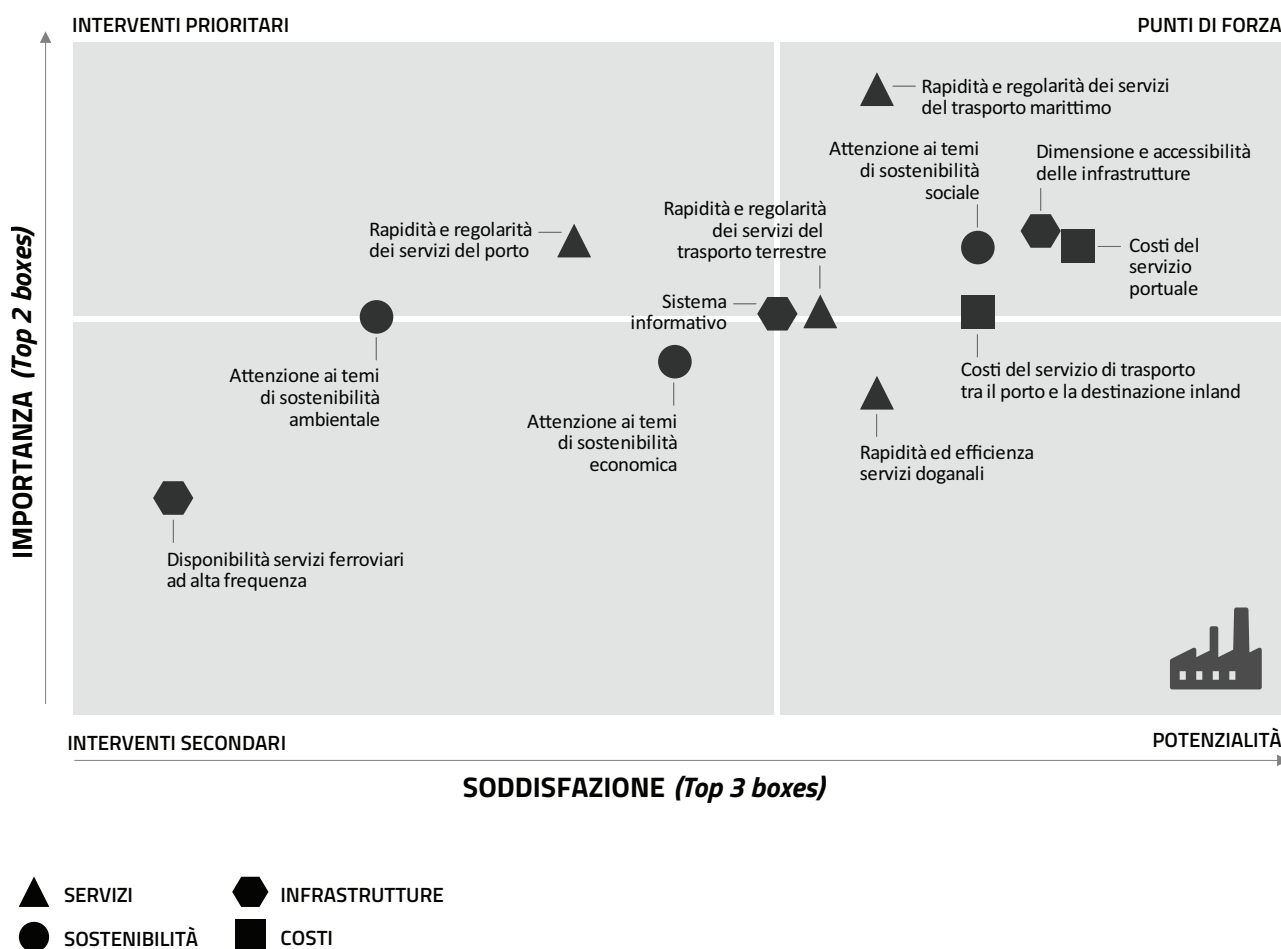 INTERVENTI PRIORITARI
PUNTI DI FORZA
Rapidità e regolarità dei servizi
del trasporto marittimo
Attenzione ai temi
di sostenibilità
sociale
Dimensione e accessibilità
delle infrastrutture
Rapidità e regolarità
dei servizi del
trasporto terrestre
Rapidità e regolarità
dei servizi del porto
Costi del
servizio
portuale
Sistema
informativo
Attenzione ai temi
di sostenibilità
ambientale
Costi del servizio di trasporto
tra il porto e la destinazione inland
Attenzione ai temi
di sostenibilità
economica
Rapidità ed efficienza
servizi doganali
Disponibilità servizi ferroviari
ad alta frequenza
IMPORTANZA (Top 2 boxes)
INTERVENTI SECONDARI
POTENZIALITÀ
SODDISFAZIONE (Top 3 boxes)
SERVIZI
INFRASTRUTTURE
SOSTENIBILITÀ
COSTI